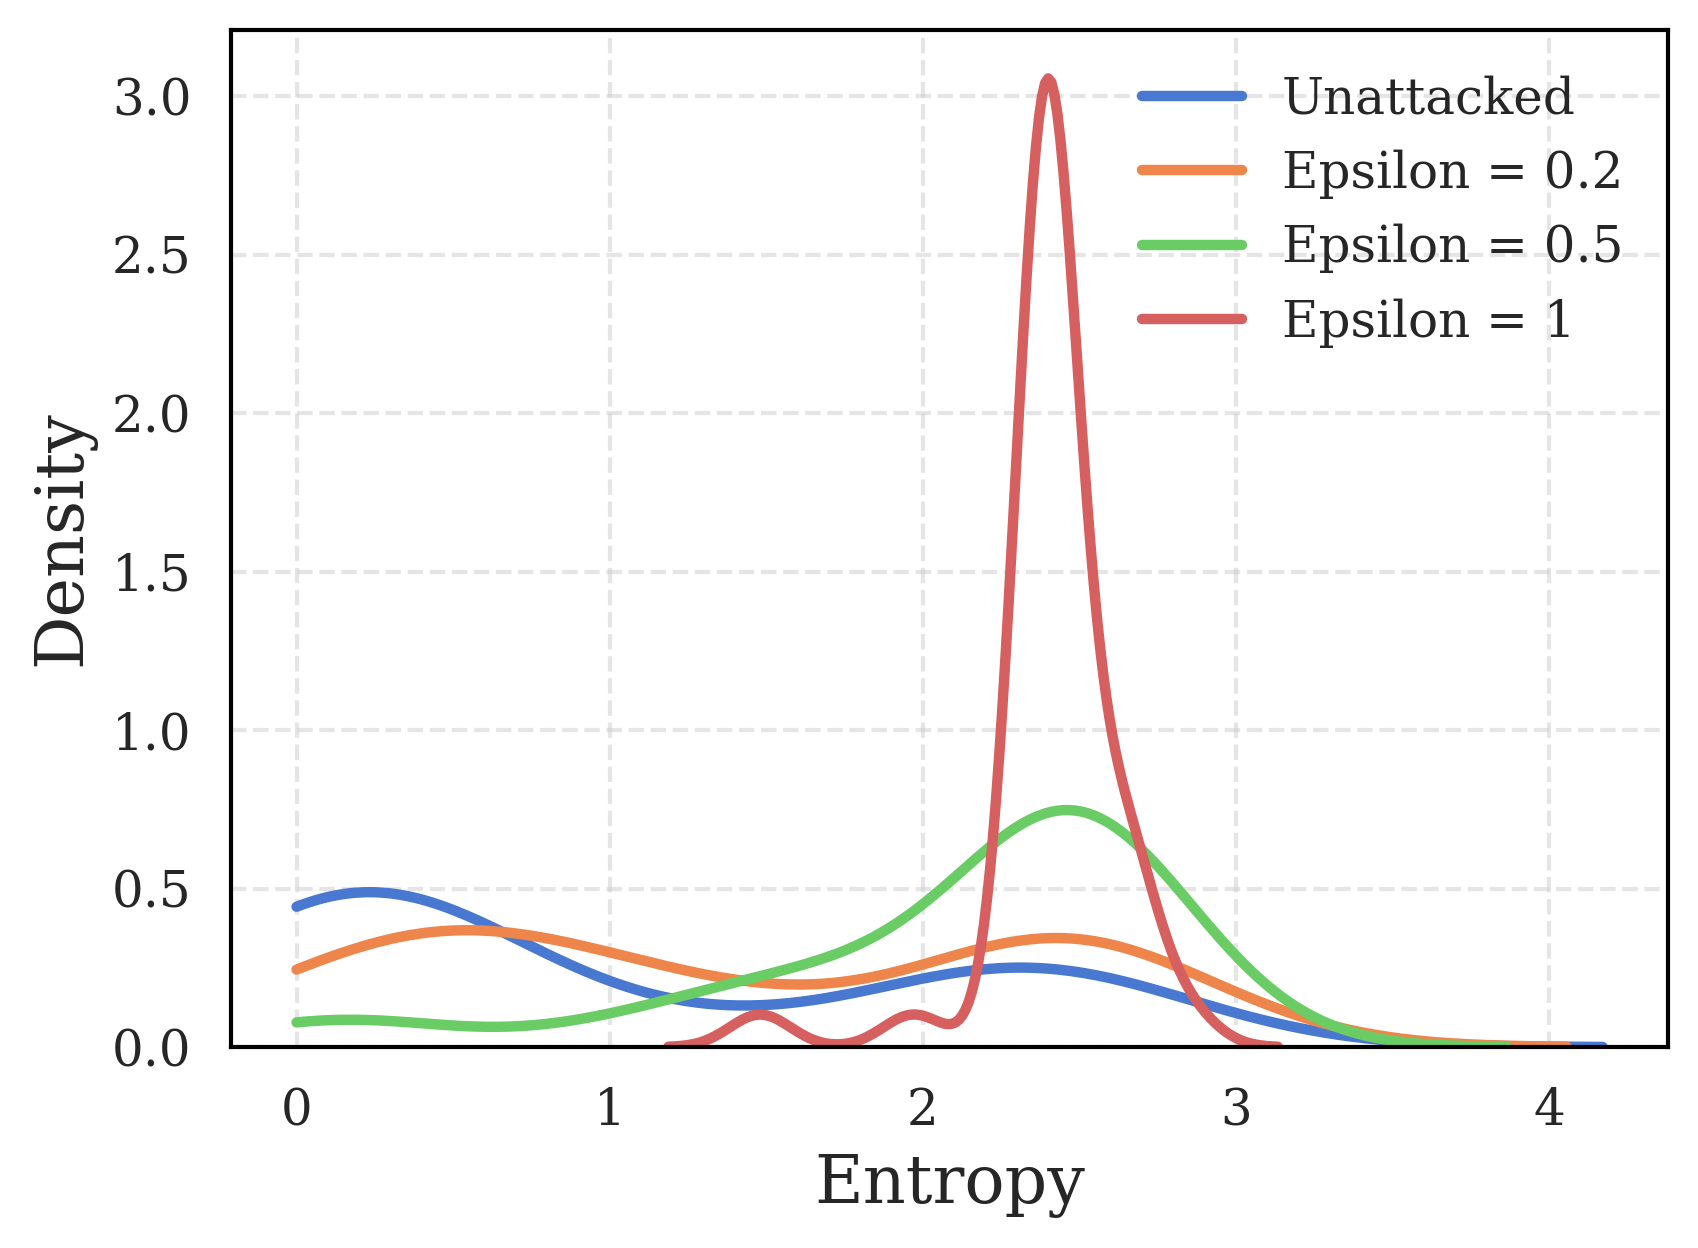 3.0
2.5
2.0
1.5
1.0
0.5
0.0
Density
0 1 2 3 4
Entropy
Unattacked
Epsilon = 0.2
Epsilon = 0.5
Epsilon = 1